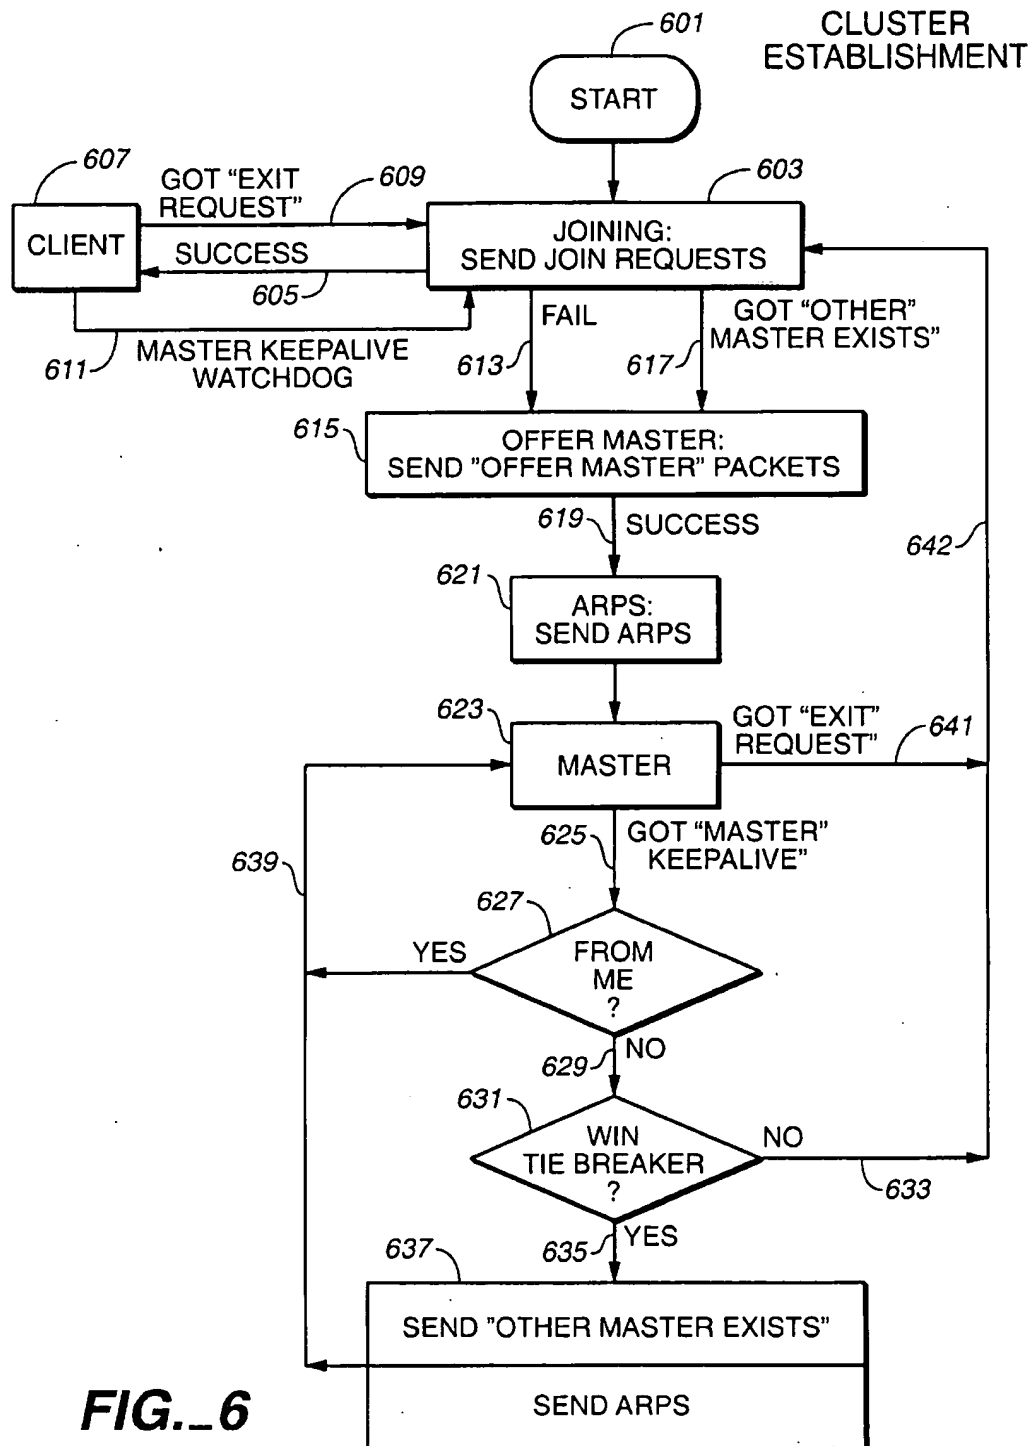 CLUSTER
ESTABLISHMENT
601
START
607
GOT “EXIT
REQUEST”
609
603
CLIENT
JOINING:
SEND JOIN REQUESTS
SUCCESS
605
611
MASTER KEEPALIVE
WATCHDOG
FAIL
613
GOT “OTHER”
MASTER EXISTS”
617
615
OFFER MASTER:
SEND ”OFFER MASTER” PACKETS
619
SUCCESS
642
621
ARPS:
SEND ARPS
623
MASTER
GOT “EXIT”
REQUEST”
641
625
GOT “MASTER”
KEEPALIVE”
639
627
YES
FROM
ME
?
629
NO
631
WIN
TIE BREAKER
?
NO
633
635
YES
637
SEND ”OTHER MASTER EXISTS”
SEND ARPS
FIG._6